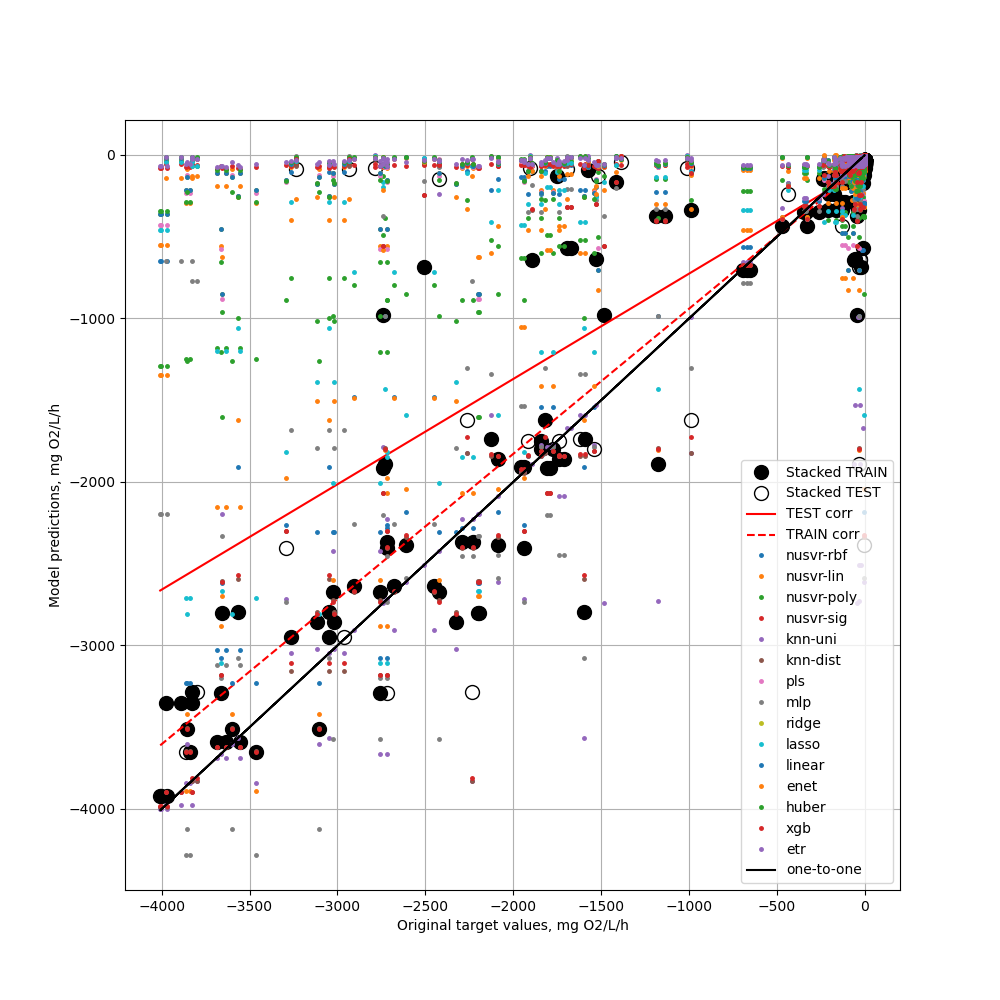 0
−1000
−2000
−3000
−4000
Model predictions, mg O2/L/h
−4000 −3500 −3000 −2500 −2000 −1500 −1000 −500 0
Original target values, mg O2/L/h
Stacked TRAIN
Stacked TEST
TEST corr
TRAIN corr
nusvr-rbf
nusvr-lin
nusvr-poly
nusvr-sig
knn-uni
knn-dist
pls
mlp
ridge
lasso
linear
enet
huber
xgb
etr
one-to-one